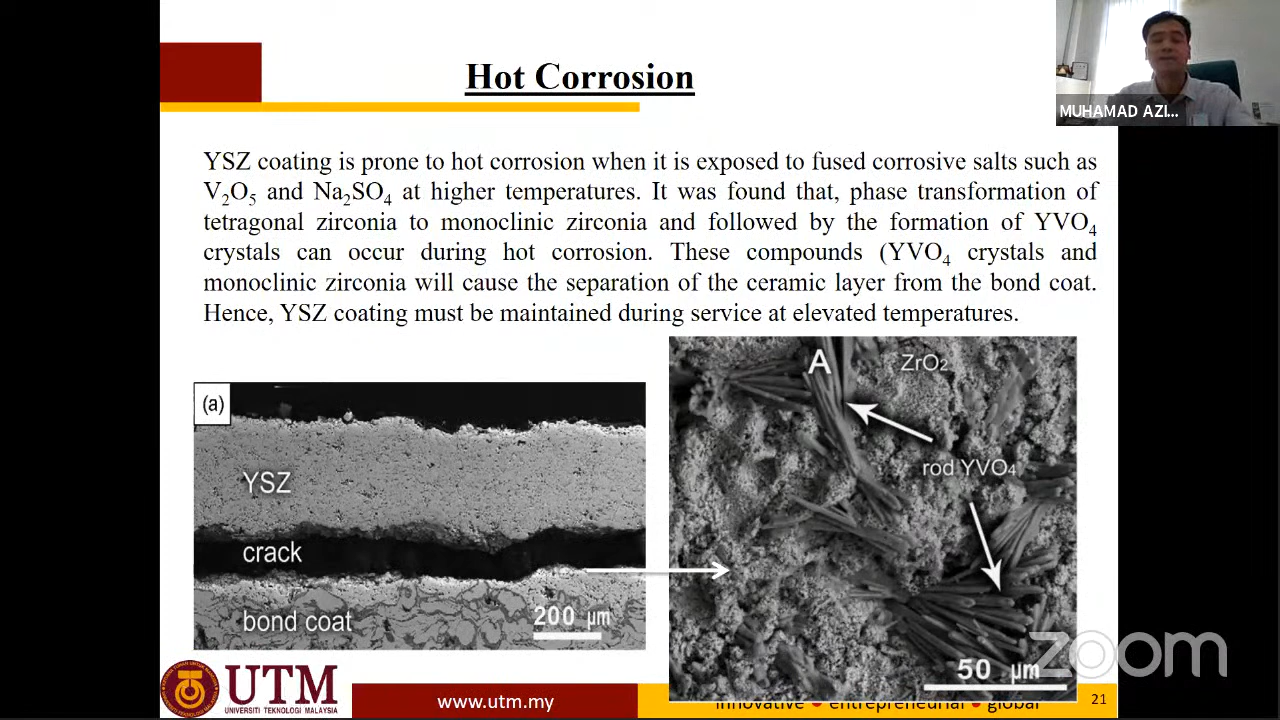 Hot Corrosion
MUHAMAD AZI...
YSZ coating is prone to hot corrosion when it is exposed to fused corrosive salts such as
V₂O₅ and Na₂SO₄ at higher temperatures. It was found that, phase transformation of
tetragonal zirconia to monoclinic zirconia and followed by the formation of YVO₄
crystals can occur during hot corrosion. These compounds (YVO₄ crystals and
monoclinic zirconia will cause the separation of the ceramic layer from the bond coat.
Hence, YSZ coating must be maintained during service at elevated temperatures.
(a)
YSZ
crack
bond coat
200 µm
A
ZrO₂
rod YVO₄
50 µm
zoom
UTM
UNIVERSITI TEKNOLOGI MALAYSIA
www.utm.my
innovative • entrepreneurial • global
21